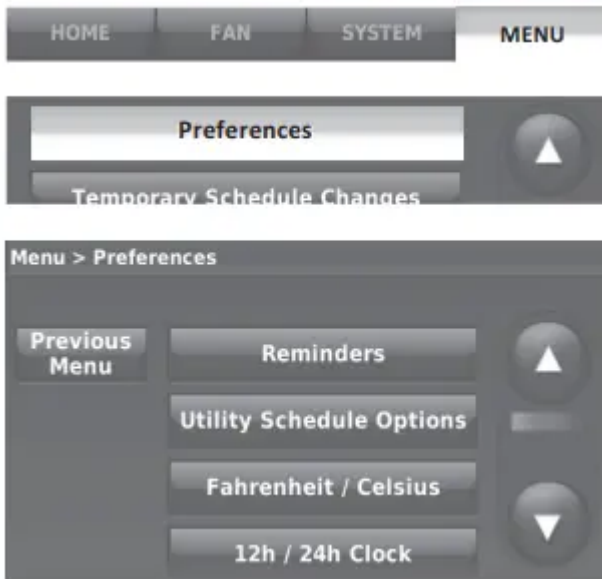 HOME FAN SYSTEM MENU
Preferences
Temporary Schedule Changes
Menu > Preferences
Previous
Menu
Reminders
Utility Schedule Options
Fahrenheit / Celsius
12h / 24h Clock